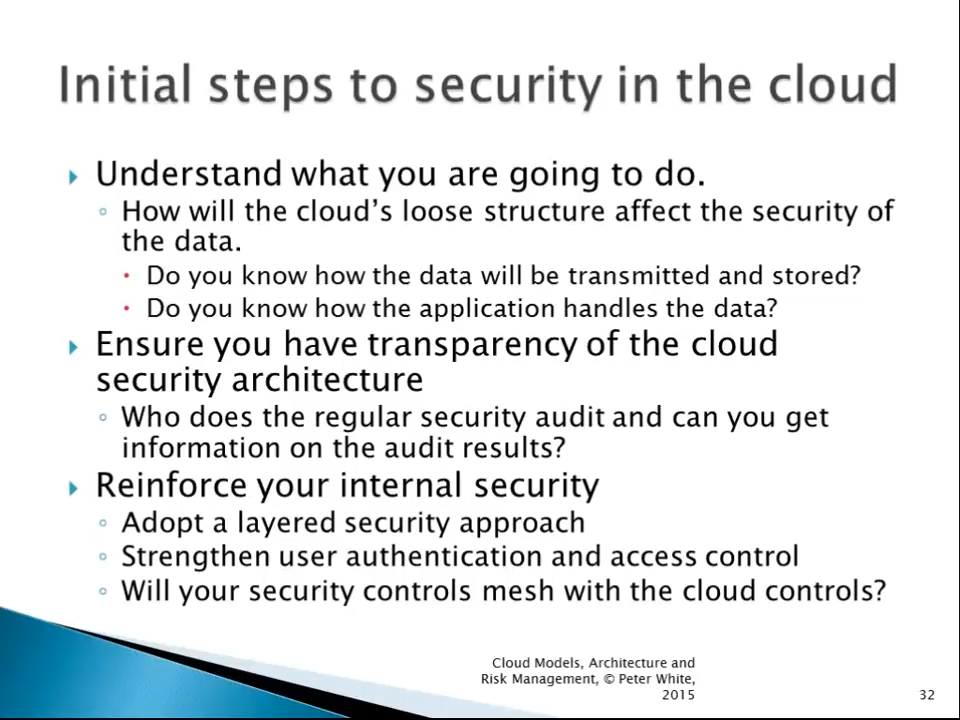 Initial steps to security in the cloud
Understand what you are going to do.
How will the cloud's loose structure affect the security of
the data.
Do you know how the data will be transmitted and stored?
Do you know how the application handles the data?
Ensure you have transparency of the cloud
security architecture
Who does the regular security audit and can you get
information on the audit results?
Reinforce your internal security
Adopt a layered security approach
Strengthen user authentication and access control
Will your security controls mesh with the cloud controls?
Cloud Models, Architecture and
Risk Management, © Peter White,
2015
32